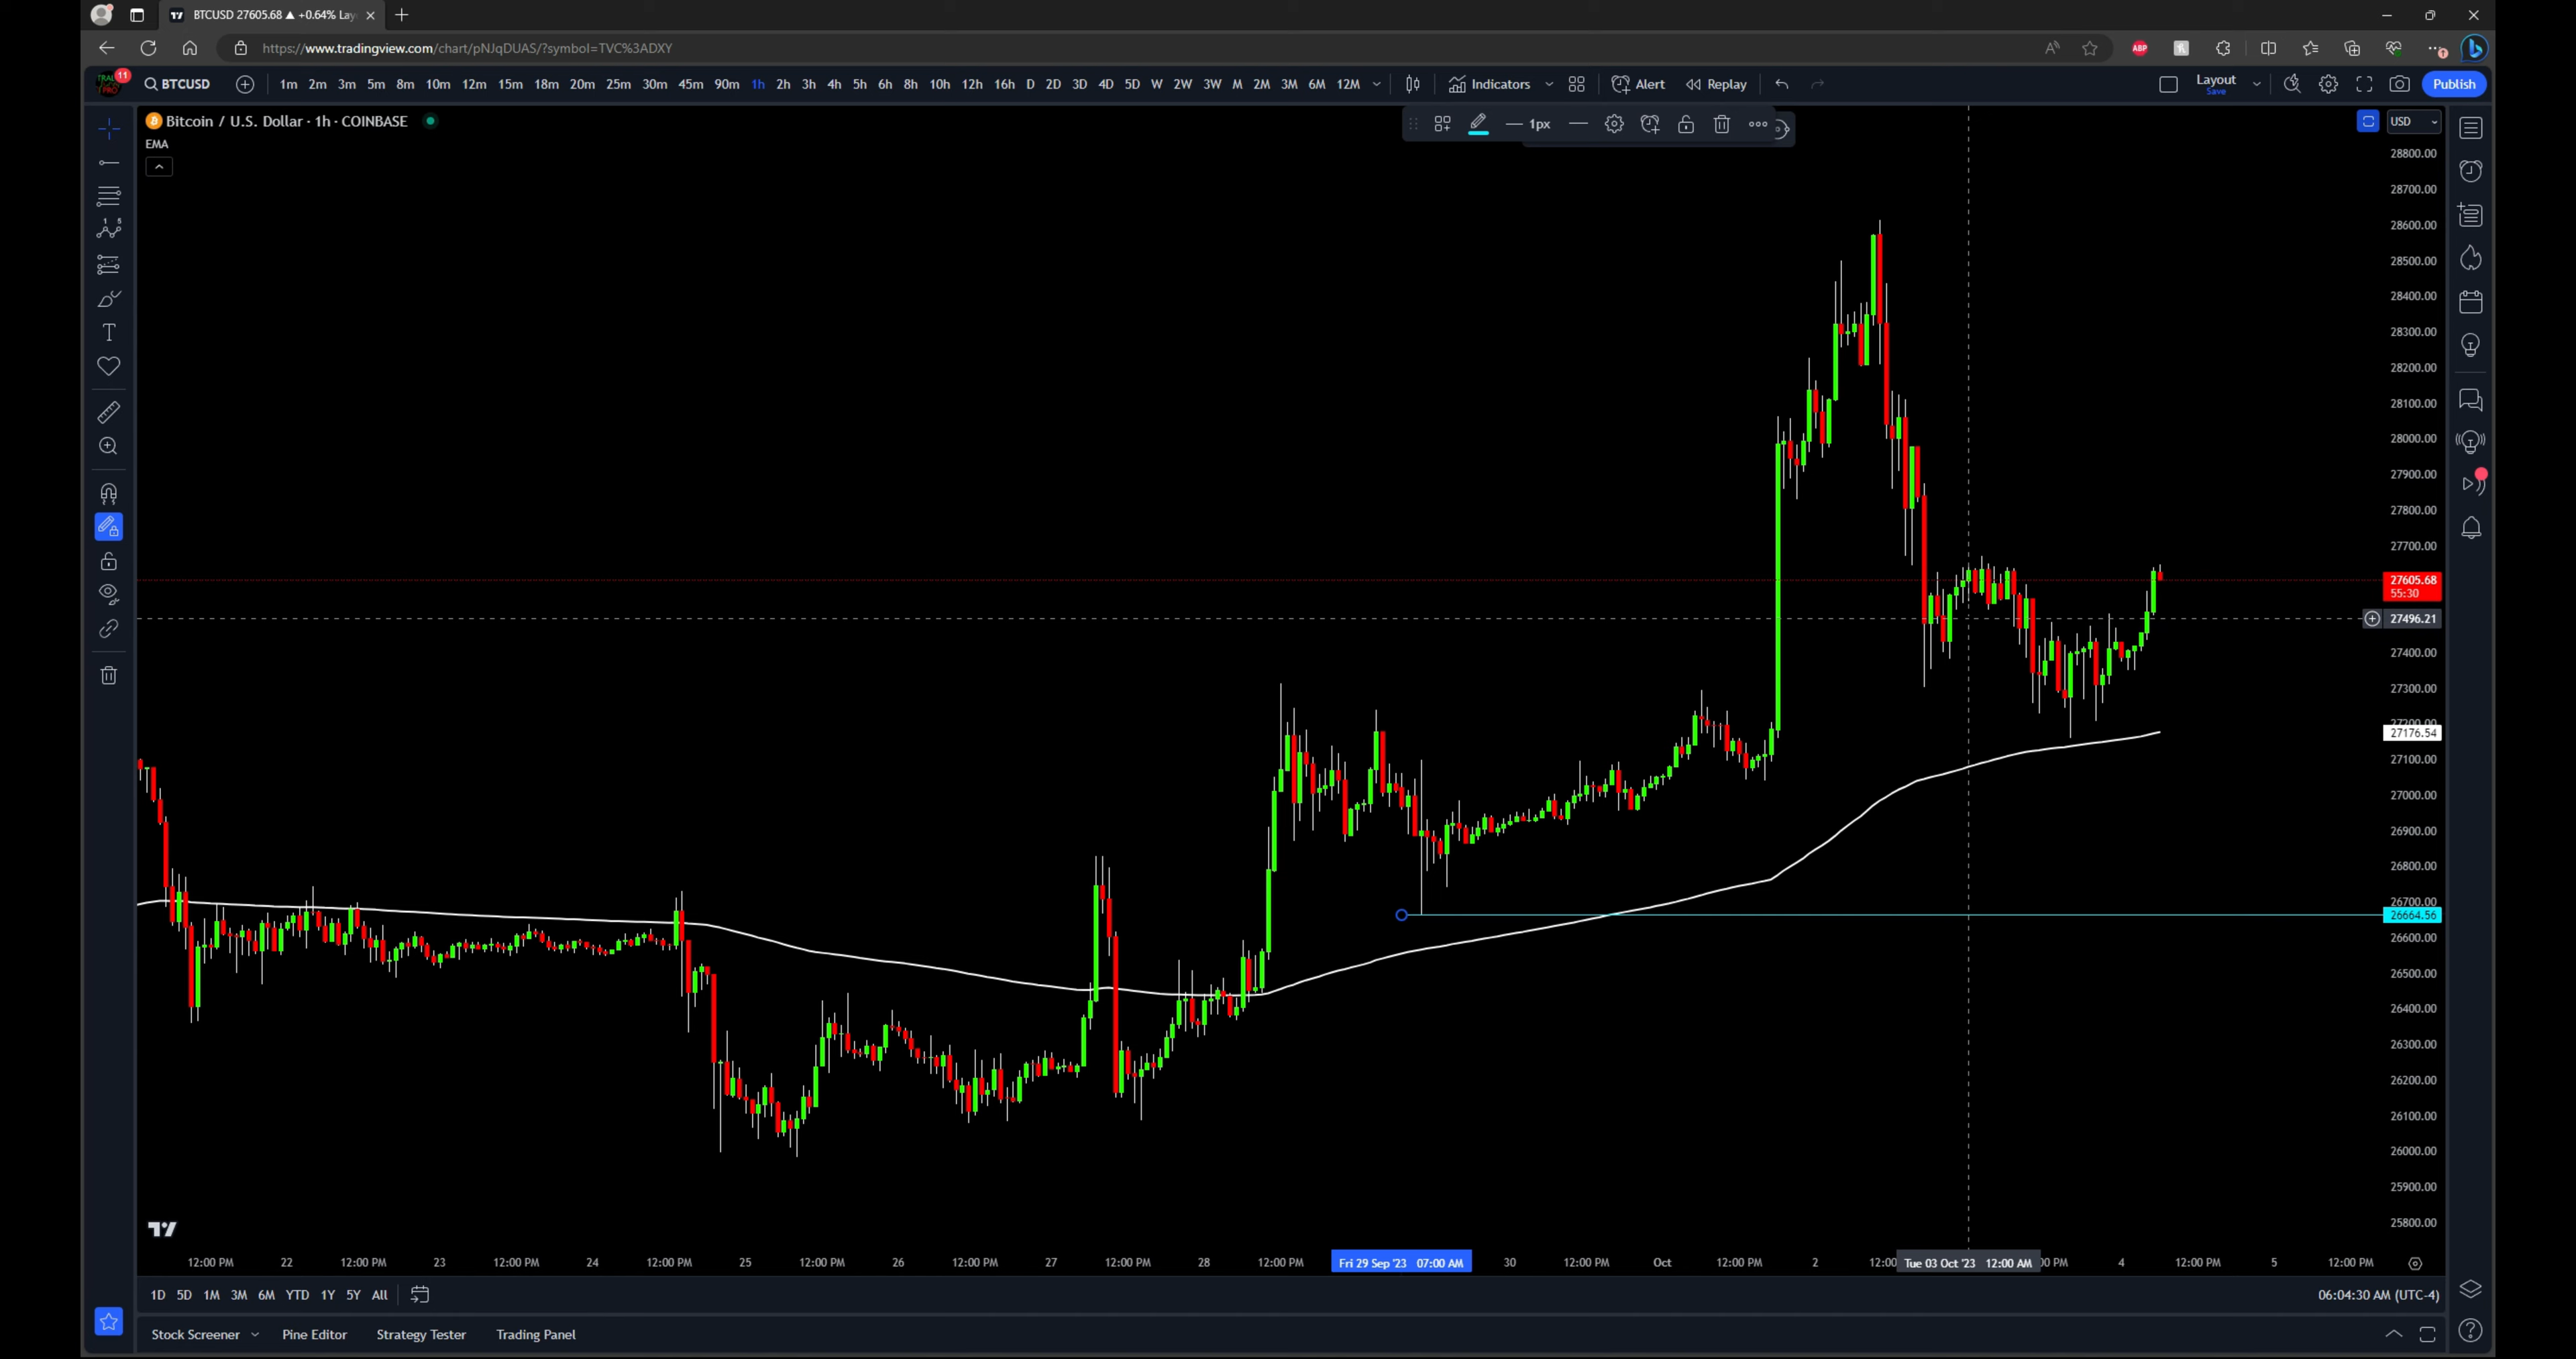 BTCUSD 27605.68 ▲ +0.64% Lay
https://www.tradingview.com/chart/pNJqDUAS/?symbol=TVC%3ADXY
ABP
1
11
BTCUSD
1m 2m 3m 5m 8m 10m 12m 15m 18m 20m 25m 30m 45m 90m 1h 2h 3h 4h 5h 6h 8h 10h 12h 16h D 2D 3D 4D 5D W 2W 3W M 2M 3M 6M 12M
Indicators
Alert
Replay
Layout
Save
Publish
Bitcoin / U.S. Dollar · 1h · COINBASE
EMA
1px
USD
28800.00
28700.00
28600.00
28500.00
28400.00
28300.00
28200.00
28100.00
28000.00
27900.00
27800.00
27700.00
27605.68
55:30
27496.21
27400.00
27300.00
27200.00
27176.54
27100.00
27000.00
26900.00
26800.00
26700.00
26664.56
26600.00
26500.00
26400.00
26300.00
26200.00
26100.00
26000.00
25900.00
25800.00
12:00 PM 22 12:00 PM 23 12:00 PM 24 12:00 PM 25 12:00 PM 26 12:00 PM 27 12:00 PM 28 12:00 PM Fri 29 Sep '23 07:00 AM 30 12:00 PM Oct 12:00 PM 2 12:00 Tue 03 Oct '23 12:00 AM 00 PM 4 12:00 PM 5 12:00 PM
1D 5D 1M 3M 6M YTD 1Y 5Y All
06:04:30 AM (UTC-4)
Stock Screener Pine Editor Strategy Tester Trading Panel